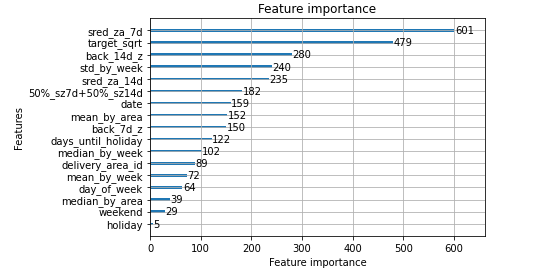 Feature importance
sred_za_7d 601
target_sqrt 479
back_14d_z 280
std_by_week 240
sred_za_14d 235
50%_sz7d+50%_sz14d 182
date 159
mean_by_area 152
back_7d_z 150
days_until_holiday 122
median_by_week 102
delivery_area_id 89
mean_by_week 72
day_of_week 64
median_by_area 39
weekend 29
holiday 5
Features
0 100 200 300 400 500 600
Feature importance